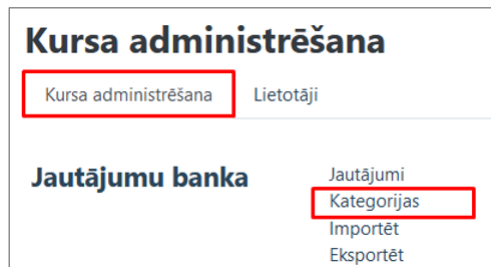 Kursa administrēšana
Kursa administrēšana Lietotāji
Jautājumu banka Jautājumi
Kategorijas
Importēt
Eksportēt